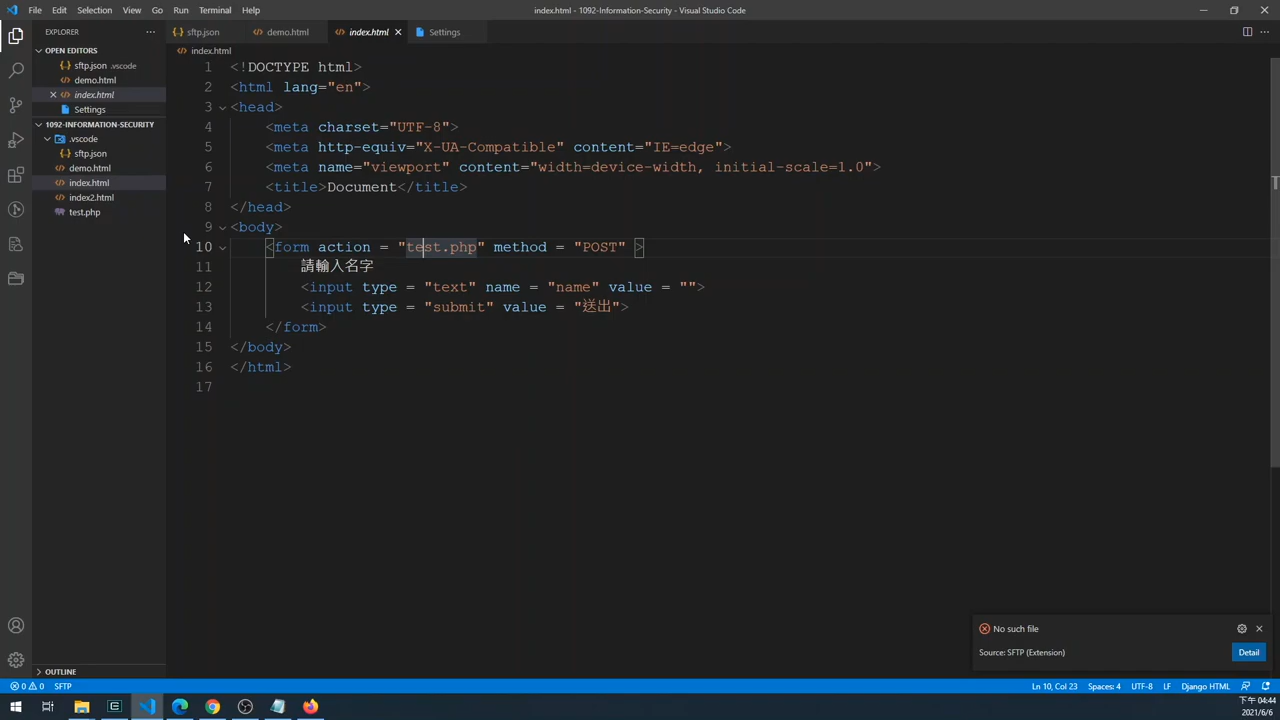 File Edit Selection View Go Run Terminal Help
index.html - 1092-Information-Security - Visual Studio Code
EXPLORER
sftp.json
demo.html
index.html
Settings
OPEN EDITORS
sftp.json .vscode
demo.html
index.html
Settings
1092-INFORMATION-SECURITY
.vscode
sftp.json
demo.html
index.html
index2.html
test.php
index.html
1 <!DOCTYPE html>
2 <html lang="en">
3 <head>
4 <meta charset="UTF-8">
5 <meta http-equiv="X-UA-Compatible" content="IE=edge">
6 <meta name="viewport" content="width=device-width, initial-scale=1.0">
7 <title>Document</title>
8 </head>
9 <body>
10 <form action = "test.php" method = "POST" >
11 請輸入名字
12 <input type = "text" name = "name" value = "">
13 <input type = "submit" value = "送出">
14 </form>
15 </body>
16 </html>
17
No such file
Source: SFTP (Extension)
Detail
OUTLINE
0 0 SFTP
Ln 10, Col 23 Spaces: 4 UTF-8 LF Django HTML
下午 04:44
2021/6/6